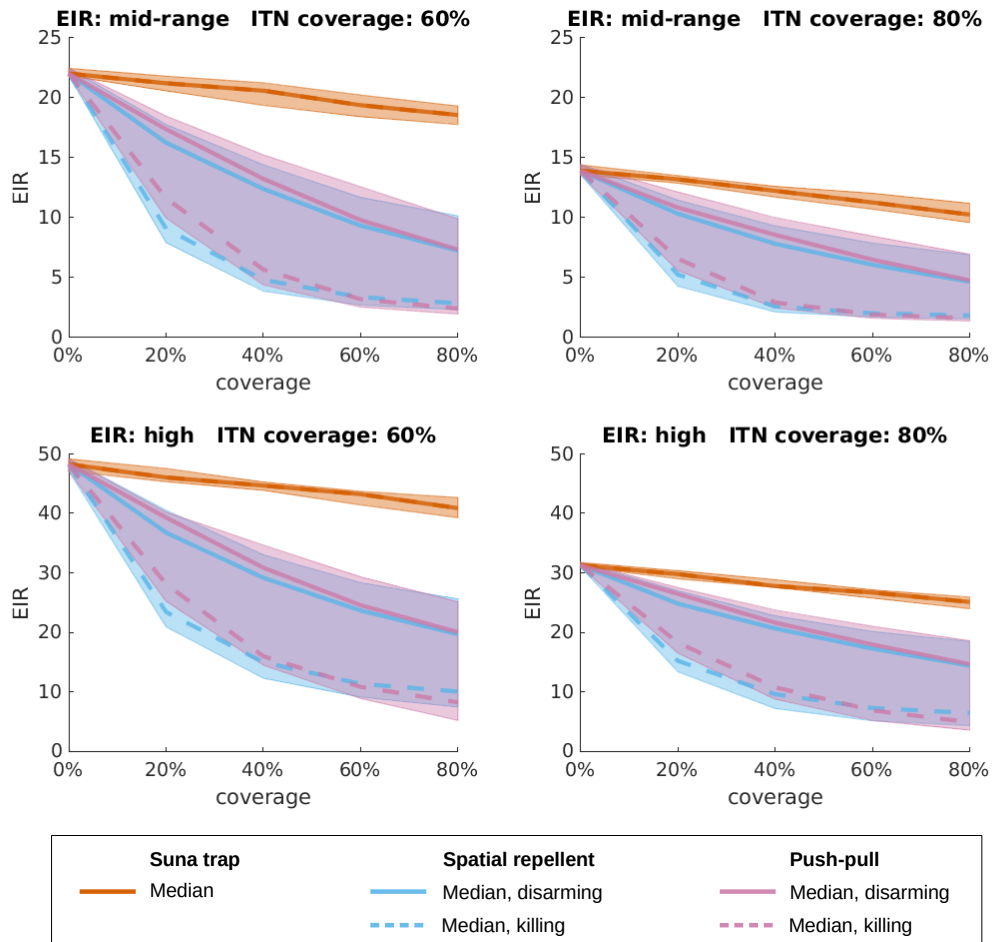 EIR: mid-range ITN coverage: 60%
25
20
15
10
5
0
EIR
0% 20% 40% 60% 80%
coverage
EIR: mid-range ITN coverage: 80%
25
20
15
10
5
0
EIR
0% 20% 40% 60% 80%
coverage
EIR: high ITN coverage: 60%
50
40
30
20
10
0
EIR
0% 20% 40% 60% 80%
coverage
EIR: high ITN coverage: 80%
50
40
30
20
10
0
EIR
0% 20% 40% 60% 80%
coverage
Suna trap Spatial repellent Push-pull
Median Median, disarming Median, disarming
Median, killing Median, killing